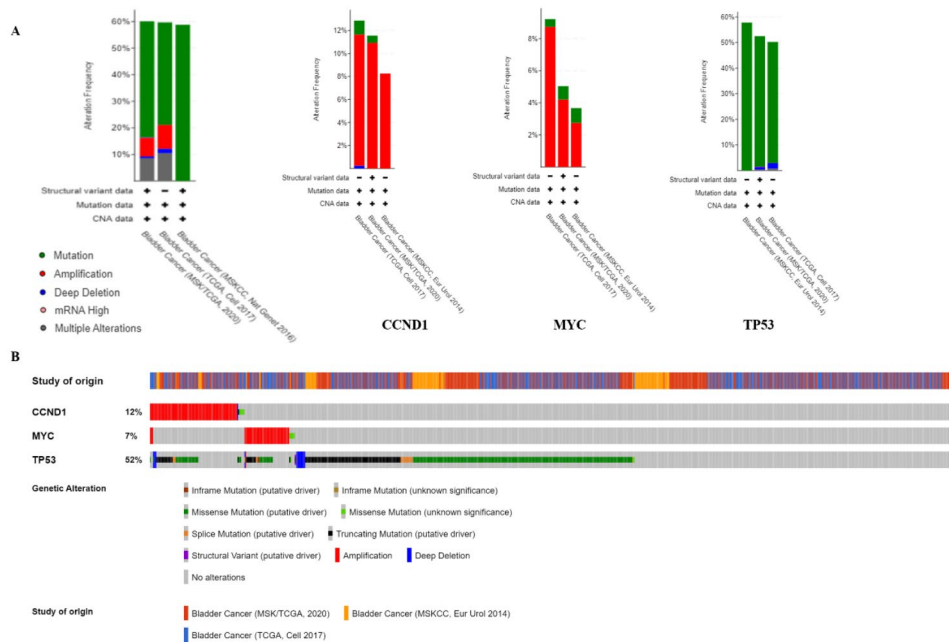 A
60%
50%
40%
30%
20%
10%
Alteration Frequency
Structural variant data + – +
Mutation data + + +
CNA data + + +
Bladder Cancer (MSK/TCGA, 2020)
Bladder Cancer (TCGA, Cell 2017)
Bladder Cancer (MSKCC, Nat Genet 2016)
Mutation
Amplification
Deep Deletion
mRNA High
Multiple Alterations
12%
10%
8%
6%
4%
2%
Alteration Frequency
Structural variant data – + –
Mutation data + + +
CNA data + + +
Bladder Cancer (TCGA, Cell 2017)
Bladder Cancer (MSK/TCGA, 2020)
Bladder Cancer (MSKCC, Eur Urol 2014)
CCND1
8%
6%
4%
2%
Alteration Frequency
Structural variant data – + –
Mutation data + + +
CNA data + + +
Bladder Cancer (TCGA, Cell 2017)
Bladder Cancer (MSK/TCGA, 2020)
Bladder Cancer (MSKCC, Eur Urol 2014)
MYC
60%
50%
40%
30%
20%
10%
Alteration Frequency
Structural variant data – + –
Mutation data + + +
CNA data + + +
Bladder Cancer (MSKCC, Eur Urol 2014)
Bladder Cancer (MSK/TCGA, 2020)
Bladder Cancer (TCGA, Cell 2017)
TP53
B
Study of origin
CCND1 12%
MYC 7%
TP53 52%
Genetic Alteration
Inframe Mutation (putative driver) Inframe Mutation (unknown significance)
Missense Mutation (putative driver) Missense Mutation (unknown significance)
Splice Mutation (putative driver) Truncating Mutation (putative driver)
Structural Variant (putative driver) Amplification Deep Deletion
No alterations
Study of origin
Bladder Cancer (MSK/TCGA, 2020) Bladder Cancer (MSKCC, Eur Urol 2014)
Bladder Cancer (TCGA, Cell 2017)